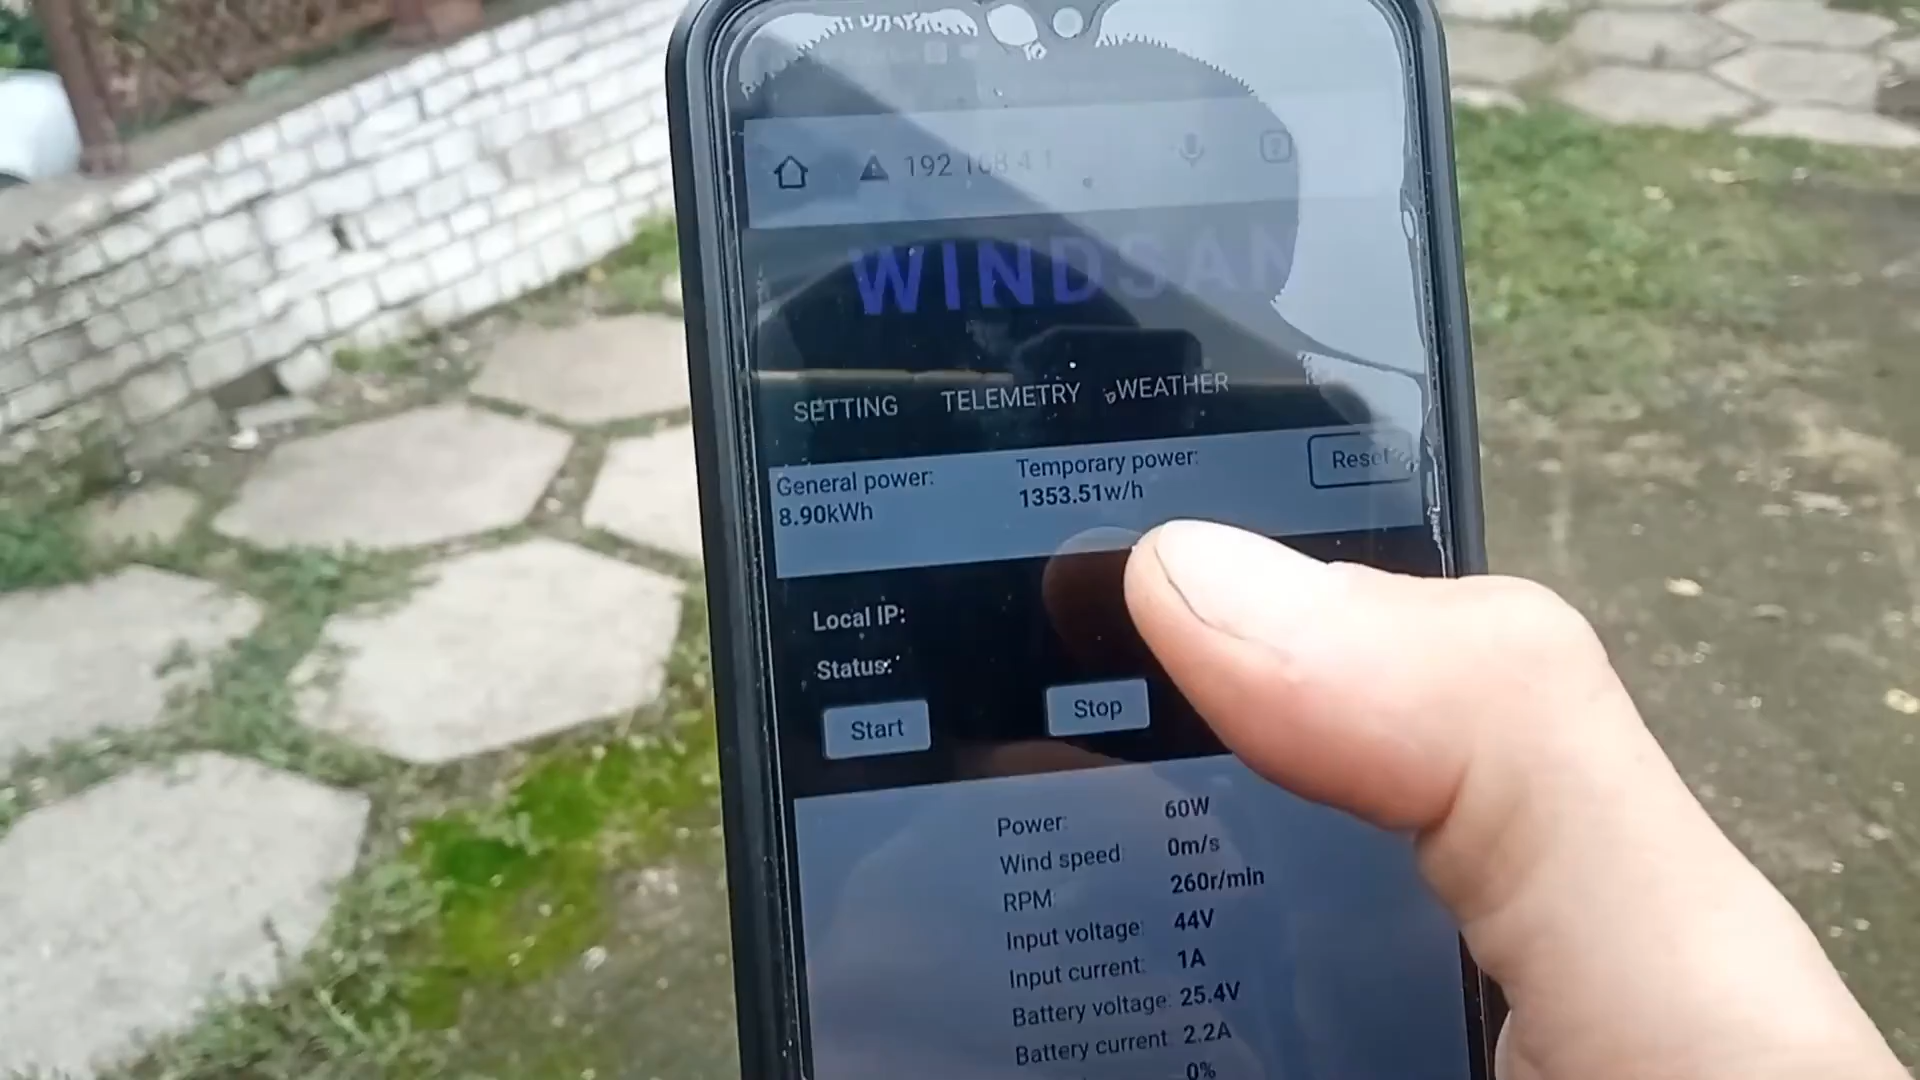 192.168.4.1
WINDSAN
SETTING TELEMETRY WEATHER
General power: Temporary power: Reset
8.90kWh 1353.51w/h
Local IP:
Status:
Start Stop
Power: 60W
Wind speed: 0m/s
RPM: 260r/mIn
Input voltage: 44V
Input current: 1A
Battery voltage: 25.4V
Battery current: 2.2A
0%